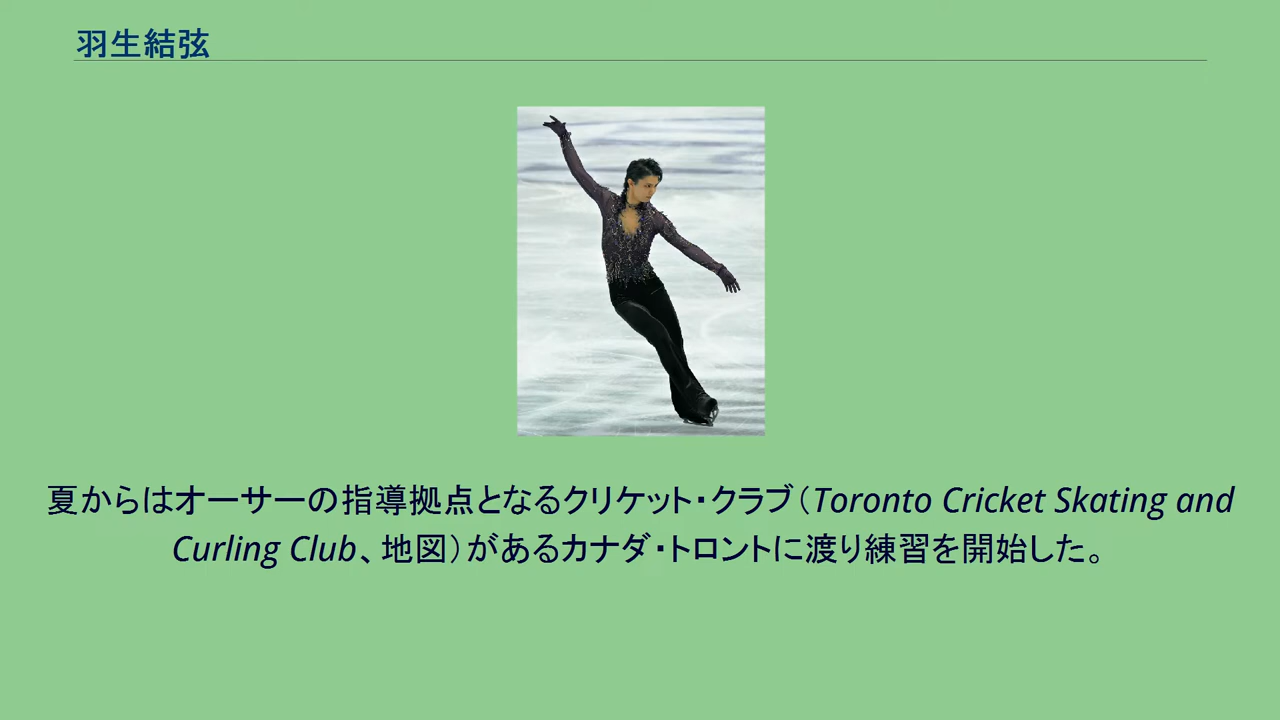 羽生結弦
夏からはオーサーの指導拠点となるクリケット・クラブ（Toronto Cricket Skating and
Curling Club、地図）があるカナダ・トロントに渡り練習を開始した。